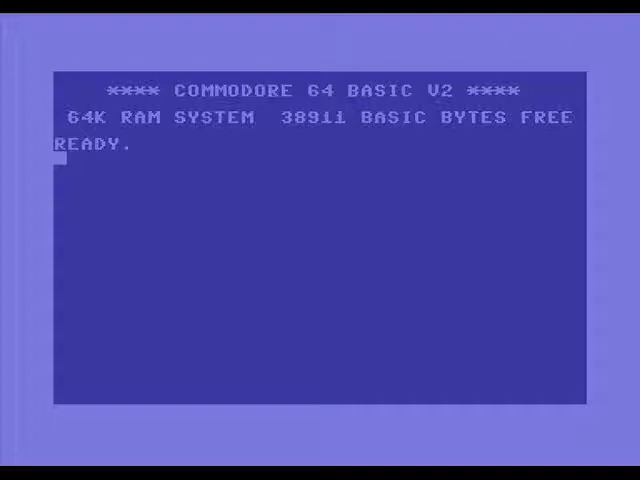 **** COMMODORE 64 BASIC V2 ****
64K RAM SYSTEM  38911 BASIC BYTES FREE
READY.